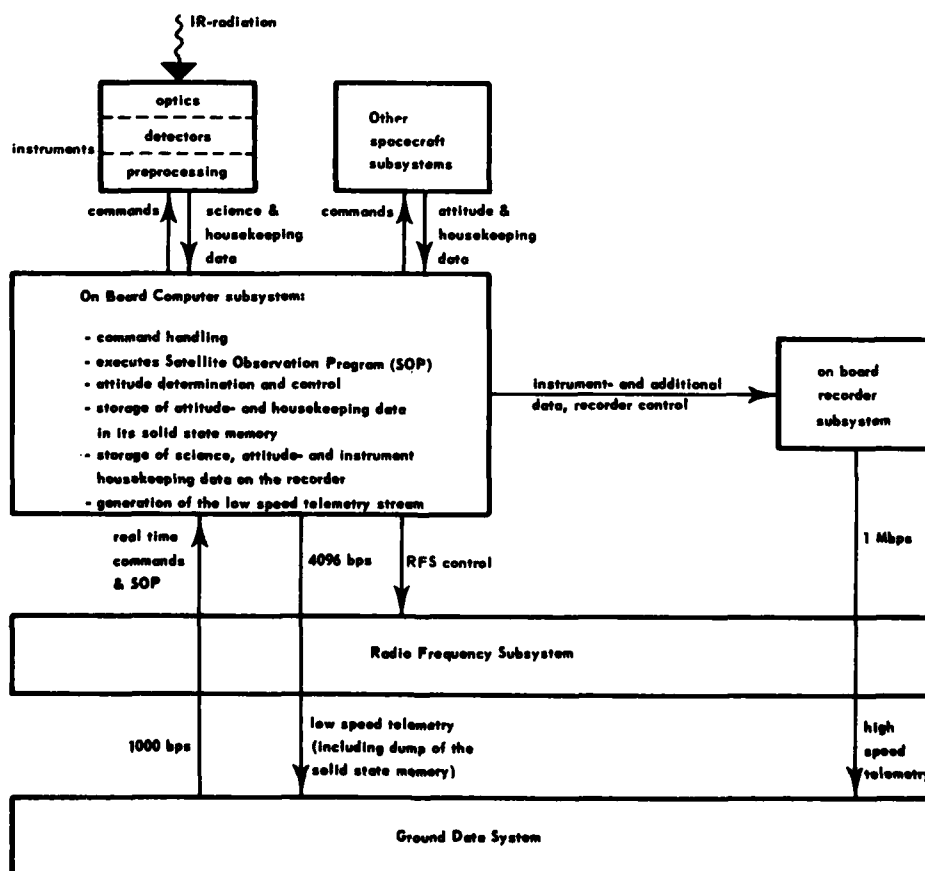 IR-radiation
optics
detectors
preprocessing
instruments
Other
spacecraft
subsystems
commands
science &
housekeeping
data
commands
attitude &
housekeeping
data
On Board Computer subsystem:
- command handling
- executes Satellite Observation Program (SOP)
- attitude determination and control
- storage of attitude- and housekeeping data
in its solid state memory
- storage of science, attitude- and instrument
housekeeping data on the recorder
- generation of the low speed telemetry stream
instrument- and additional
data, recorder control
on board
recorder
subsystem
real time
commands
& SOP
4096 bps
RFS control
1 Mbps
Radio Frequency Subsystem
1000 bps
low speed telemetry
(including dump of the
solid state memory)
high
speed
telemetry
Ground Data System